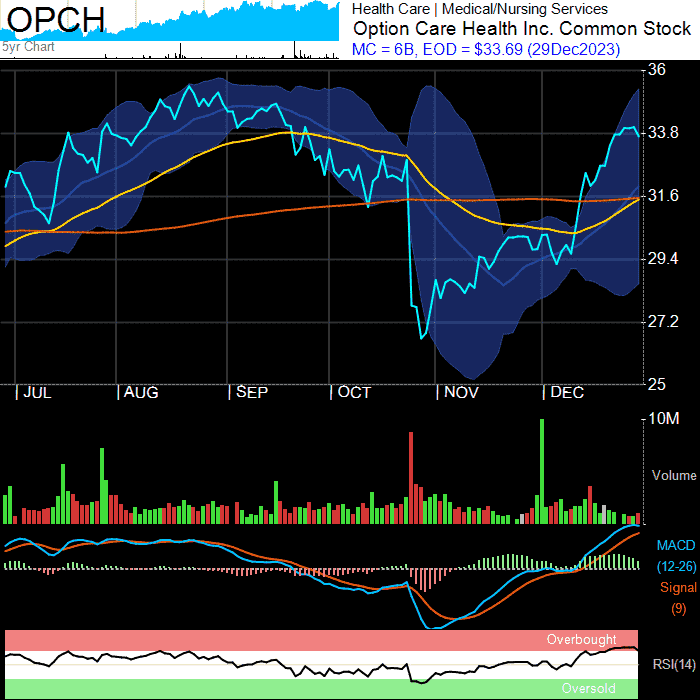 OPCH
5yr Chart
Health Care | Medical/Nursing Services
Option Care Health Inc. Common Stock
MC = 6B, EOD = $33.69 (29Dec2023)
36
33.8
31.6
29.4
27.2
25
| JUL | AUG | SEP | OCT | NOV | DEC
10M
Volume
MACD
(12-26)
Signal
(9)
Overbought
RSI(14)
Oversold